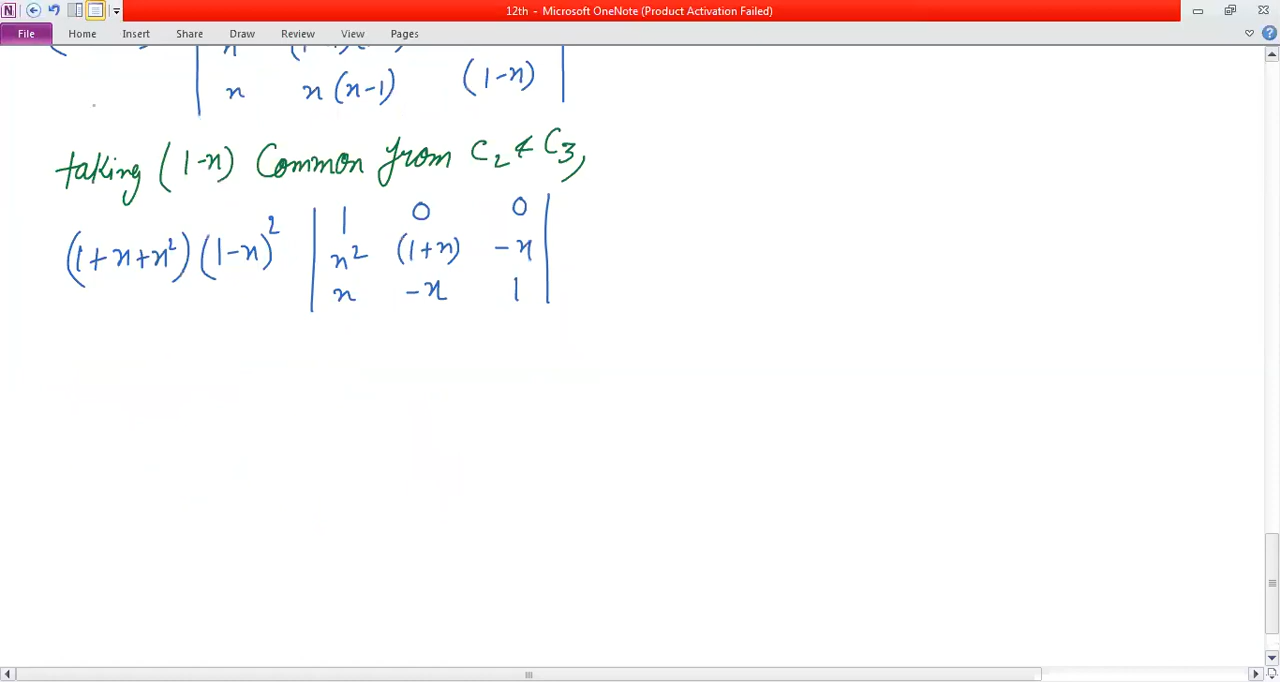 12th - Microsoft OneNote (Product Activation Failed)
File Home Insert Share Draw Review View Pages
x x(x-1) (1-x)
taking (1-x) Common from C₂ & C₃,
1 0 0
(1+x+x²)(1-x)² x² (1+x) -x
x -x 1